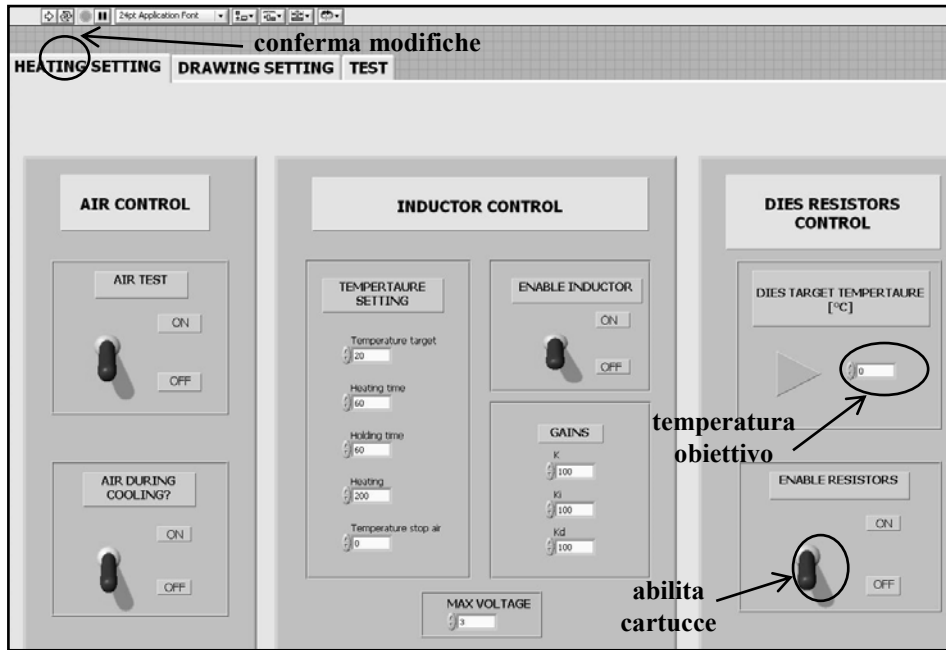 24pt Application Font
conferma modifiche
HEATING SETTING
DRAWING SETTING
TEST
AIR CONTROL
AIR TEST
ON
OFF
AIR DURING
COOLING?
ON
OFF
INDUCTOR CONTROL
TEMPERTAURE
SETTING
Temperature target
20
Heating time
60
Holding time
60
Heating
200
Temperature stop air
0
ENABLE INDUCTOR
ON
OFF
GAINS
K
100
Ki
100
Kd
100
MAX VOLTAGE
3
DIES RESISTORS
CONTROL
DIES TARGET TEMPERTAURE
[°C]
0
temperatura
obiettivo
ENABLE RESISTORS
ON
OFF
abilita
cartucce